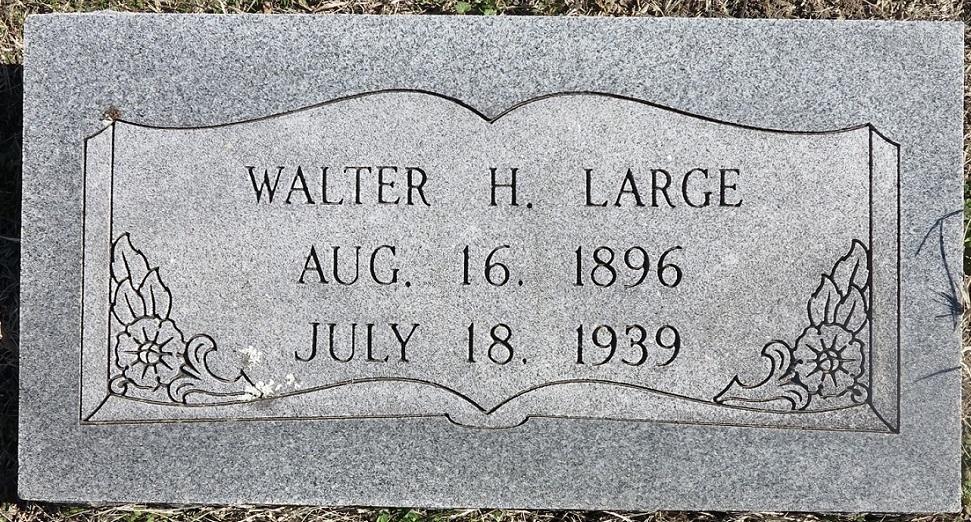 WALTER H. LARGE
AUG. 16. 1896
JULY 18. 1939